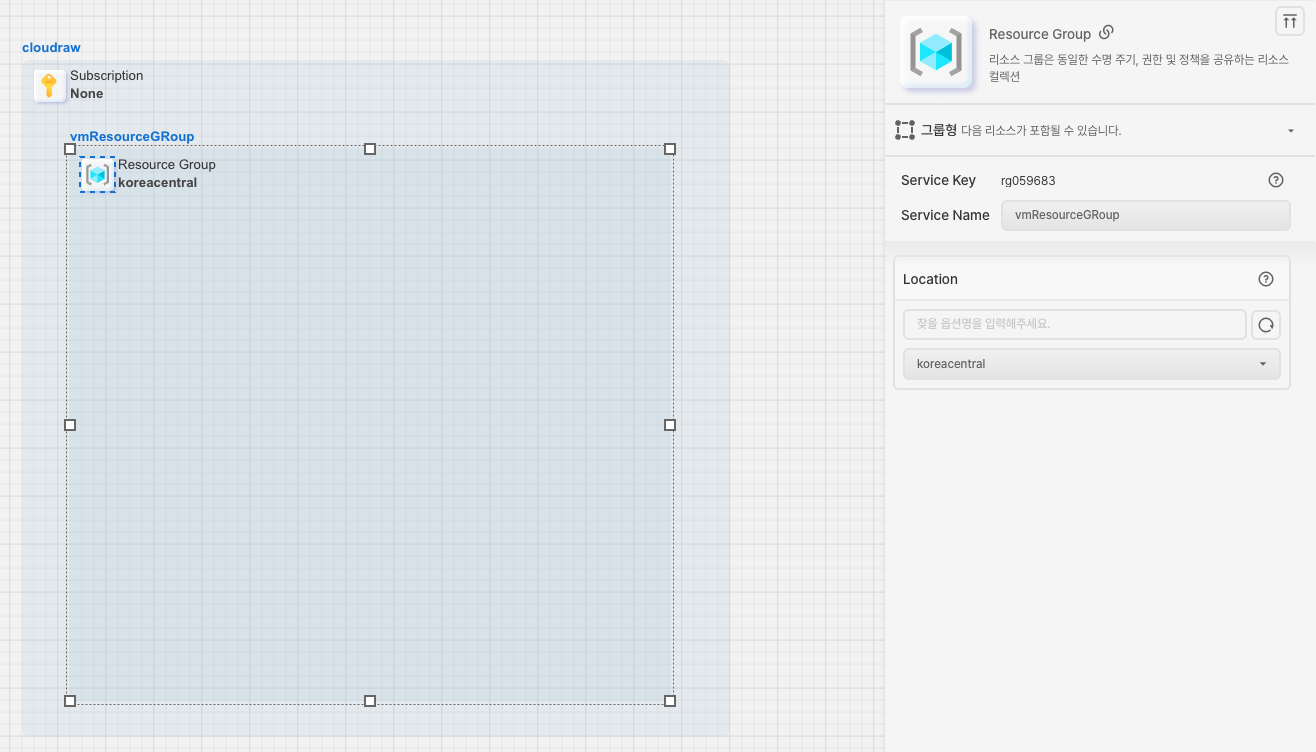 cloudraw
Subscription
None
vmResourceGRoup
Resource Group
koreacentral
Resource Group
리소스 그룹은 동일한 수명 주기, 권한 및 정책을 공유하는 리소스
컬렉션
그룹형 다음 리소스가 포함될 수 있습니다.
Service Key rg059683
Service Name vmResourceGRoup
Location
찾을 옵션명을 입력해주세요.
koreacentral